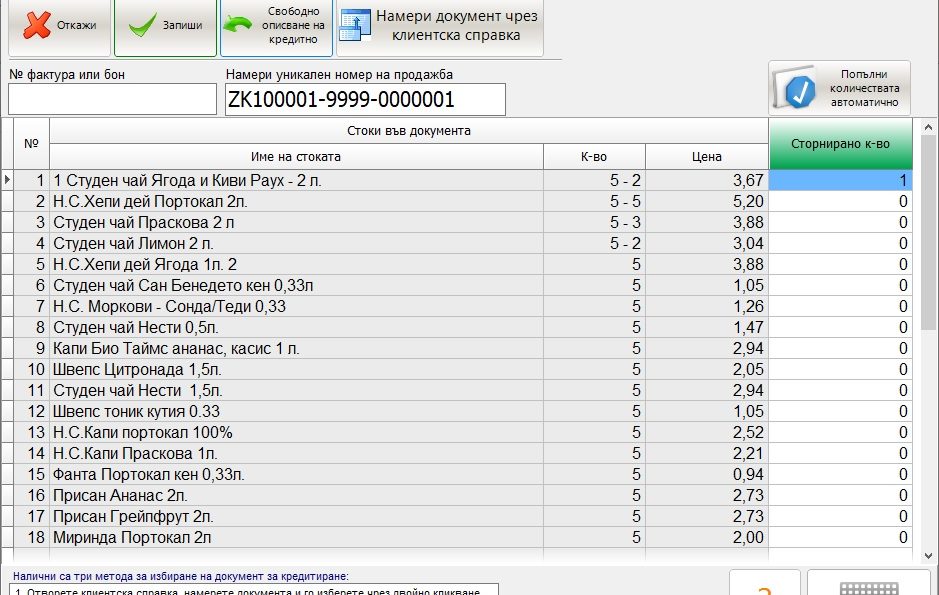 Откажи
Запиши
Свободно
описване на
кредитно
Намери документ чрез
клиентска справка
№ фактура или бон
Намери уникален номер на продажба
ZK100001-9999-0000001
Попълни
количествата
автоматично
№ Стоки във документа Сторнирано к-во
Име на стоката К-во Цена
1 1 Студен чай Ягода и Киви Раух - 2 л. 5 - 2 3,67 1
2 Н.С.Хепи дей Портокал 2л. 5 - 5 5,20 0
3 Студен чай Праскова 2 л 5 - 3 3,88 0
4 Студен чай Лимон 2 л. 5 - 2 3,04 0
5 Н.С.Хепи дей Ягода 1л. 2 5 3,88 0
6 Студен чай Сан Бенедето кен 0,33л 5 1,05 0
7 Н.С. Моркови - Сонда/Теди 0,33 5 1,26 0
8 Студен чай Нести 0,5л. 5 1,47 0
9 Капи Био Таймс ананас, касис 1 л. 5 2,94 0
10 Швепс Цитронада 1,5л. 5 2,05 0
11 Студен чай Нести 1,5л. 5 2,94 0
12 Швепс тоник кутия 0.33 5 1,05 0
13 Н.С.Капи портокал 100% 5 2,52 0
14 Н.С.Капи Праскова 1л. 5 2,21 0
15 Фанта Портокал кен 0,33л. 5 0,94 0
16 Присан Ананас 2л. 5 2,73 0
17 Присан Грейпфрут 2л. 5 2,73 0
18 Миринда Портокал 2л 5 2,00 0
Налични са три метода за избиране на документ за кредитиране:
1. Отворете клиентска справка, намерете документа и го изберете чрез двойно кликване
?